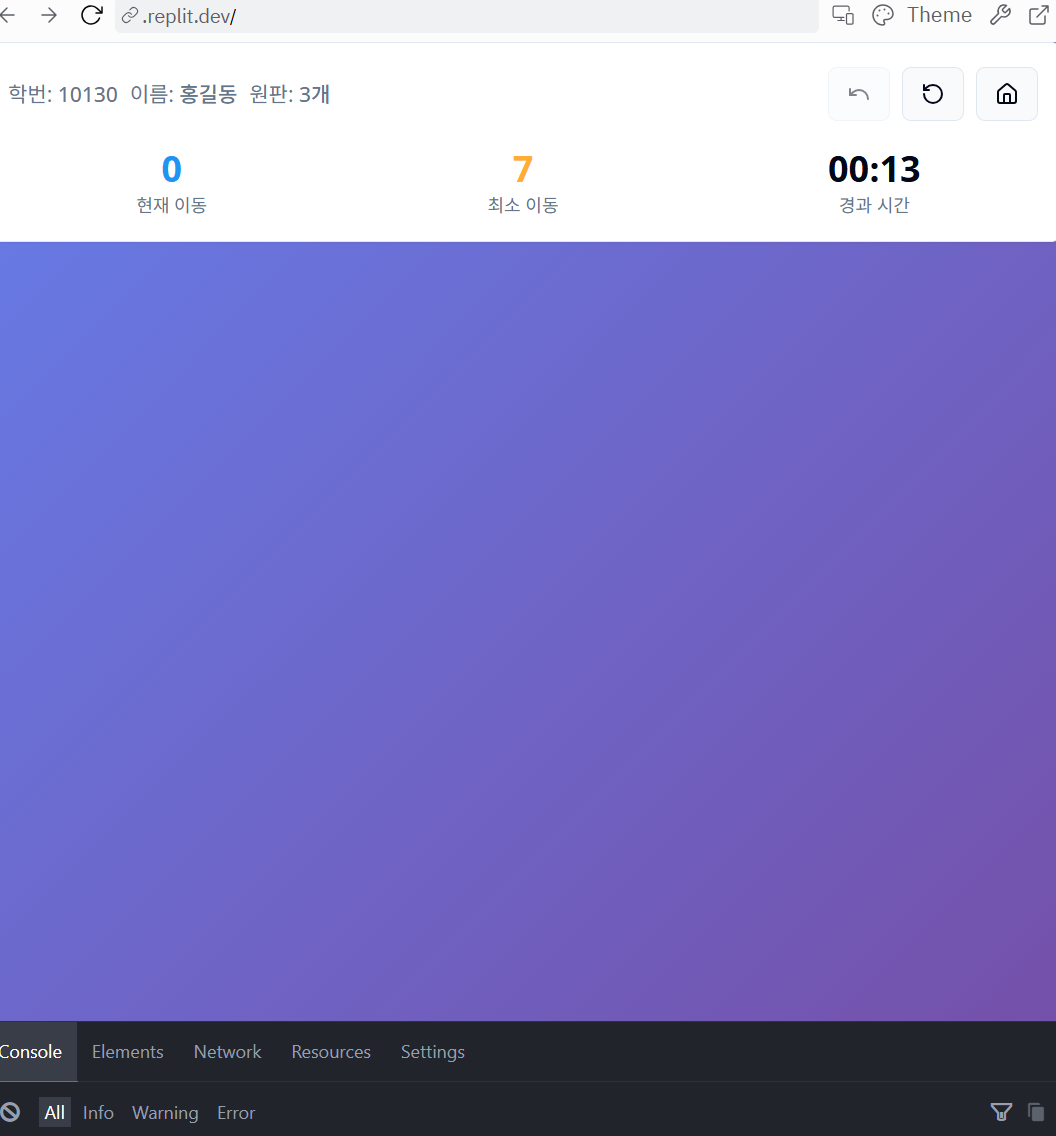 .replit.dev/
Theme
학번: 10130 이름: 홍길동 원판: 3개
0
현재 이동
7
최소 이동
00:13
경과 시간
Console Elements Network Resources Settings
All Info Warning Error